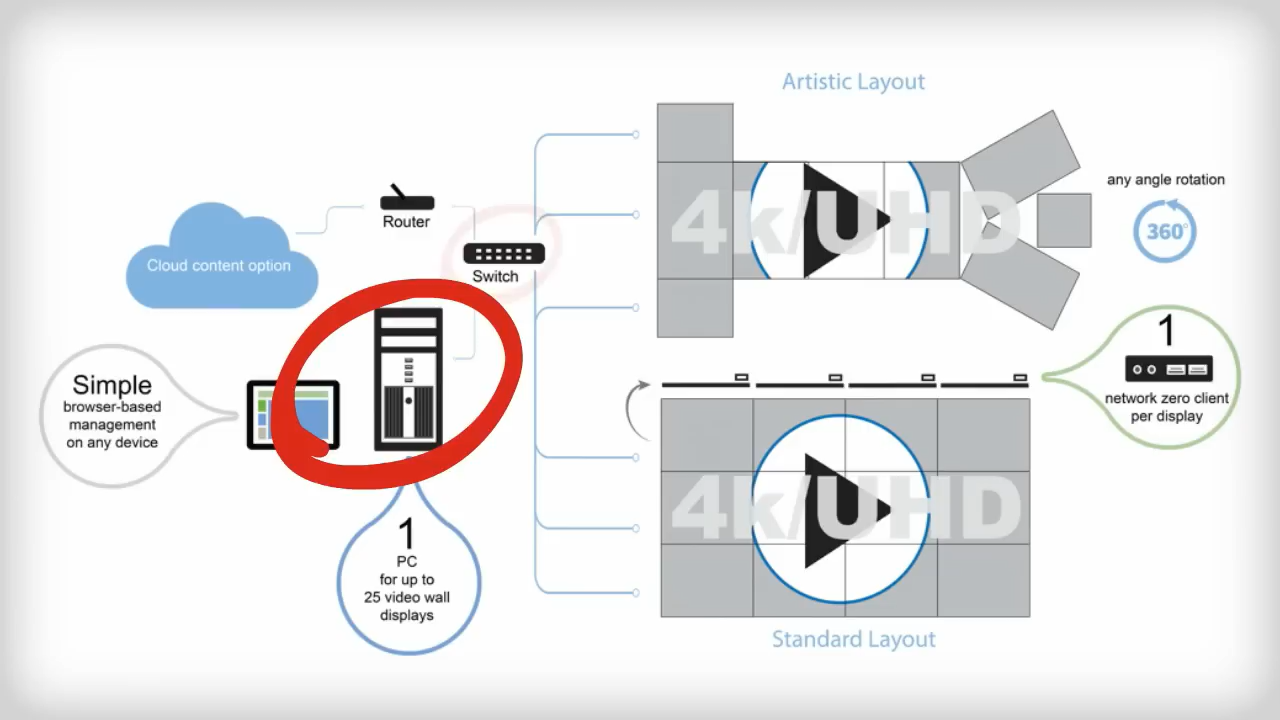 Artistic Layout
4k/UHD
any angle rotation
360°
Router
Switch
Cloud content option
Simple
browser-based
management
on any device
1
PC
for up to
25 video wall
displays
1
network zero client
per display
4k/UHD
Standard Layout